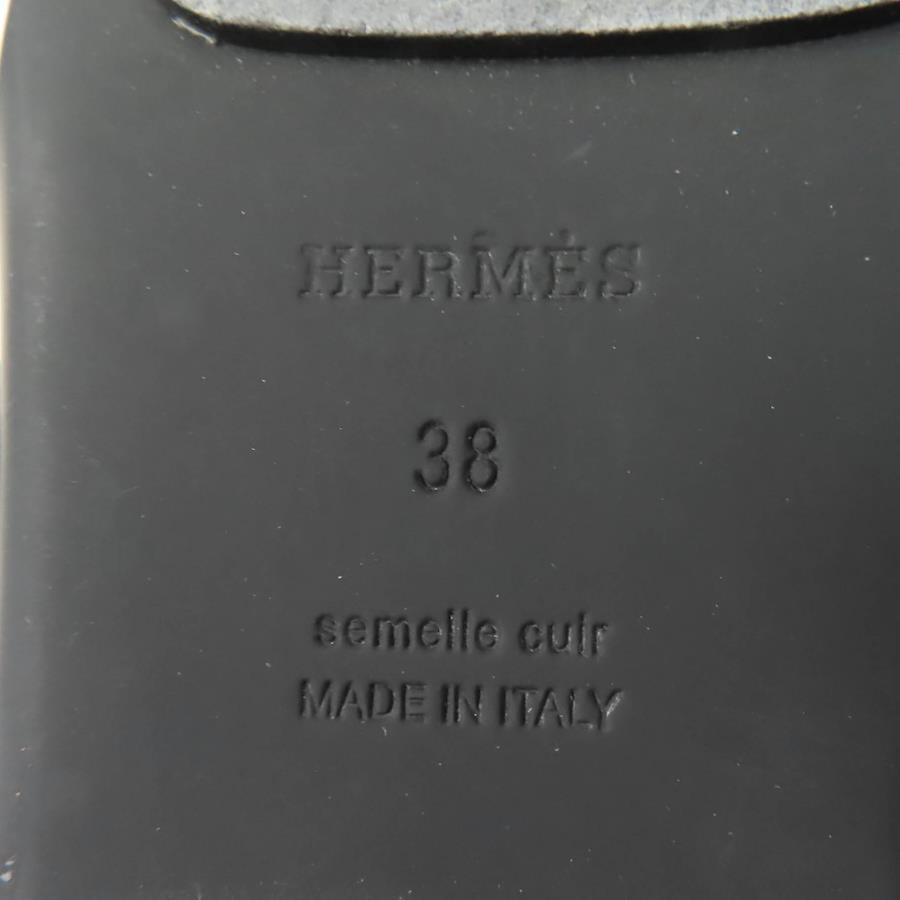 HERMÈS
38
semelle cuir
MADE IN ITALY